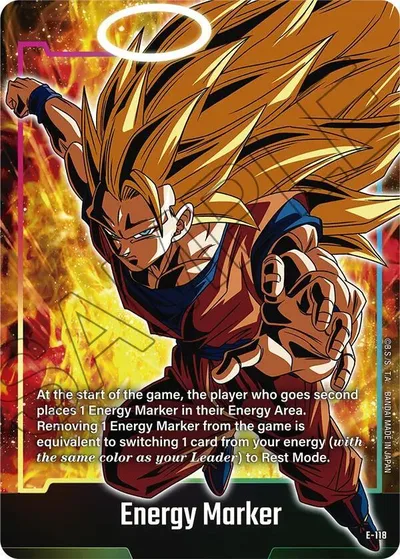 SAMPLE
At the start of the game, the player who goes second
places 1 Energy Marker in their Energy Area.
Removing 1 Energy Marker from the game is
equivalent to switching 1 card from your energy (with
the same color as your Leader) to Rest Mode.
©B.S./S. T.A. BANDAI MADE IN JAPAN
Energy Marker
E-118